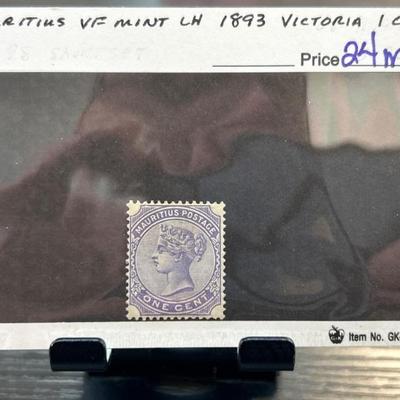 RITIUS VF MINT LH 1893 VICTORIA 1 C
Price 24
MAURITIUS POSTAGE
ONE CENT
Item No. GK